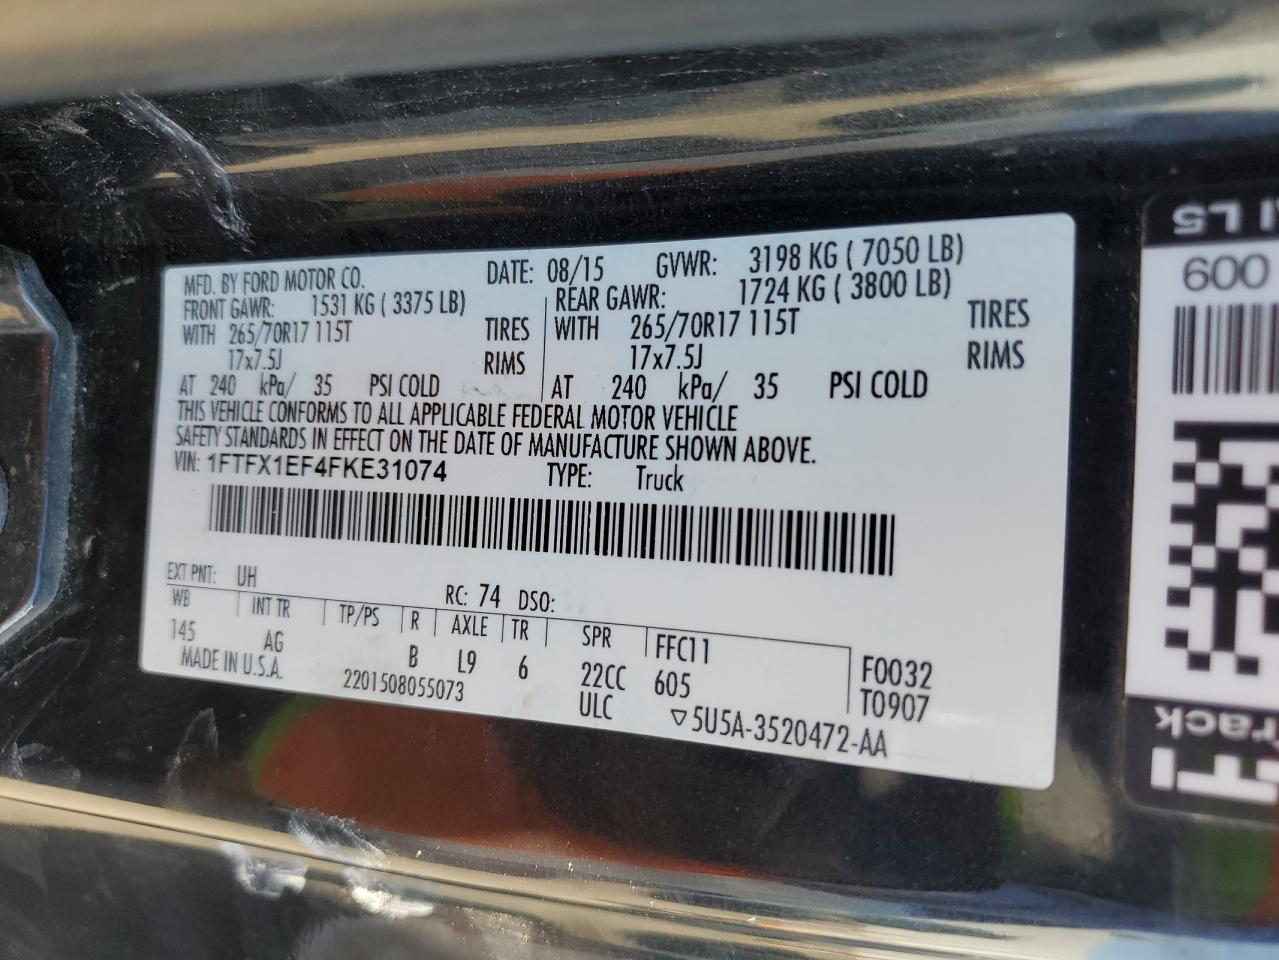 MFD. BY FORD MOTOR CO. DATE: 08/15 GVWR: 3198 KG ( 7050 LB)
FRONT GAWR: 1531 KG ( 3375 LB) REAR GAWR: 1724 KG ( 3800 LB)
WITH 265/70R17 115T TIRES WITH 265/70R17 115T TIRES
17x7.5J RIMS 17x7.5J RIMS
AT 240 kPa/ 35 PSI COLD AT 240 kPa/ 35 PSI COLD
THIS VEHICLE CONFORMS TO ALL APPLICABLE FEDERAL MOTOR VEHICLE
SAFETY STANDARDS IN EFFECT ON THE DATE OF MANUFACTURE SHOWN ABOVE.
VIN: 1FTFX1EF4FKE31074 TYPE: Truck
EXT PNT: UH RC: 74 DSO:
WB INT TR TP/PS R AXLE TR SPR FFC11 F0032
145 AG B L9 6 22CC 605 T0907
MADE IN U.S.A. 2201508055073 ULC ▽5U5A-3520472-AA
L5
600
rack